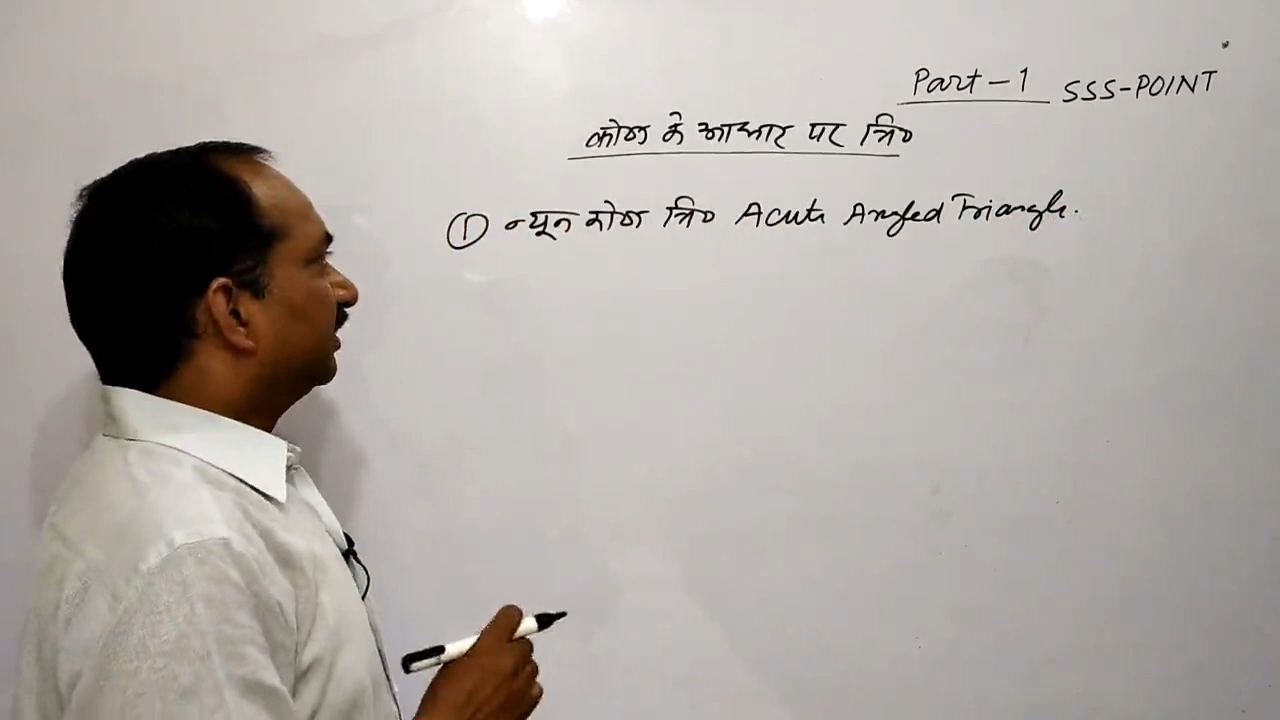 Part-1 SSS-POINT
कोण के आधार पर त्रि०
① न्यून कोण त्रि० Acute Angled Triangle.